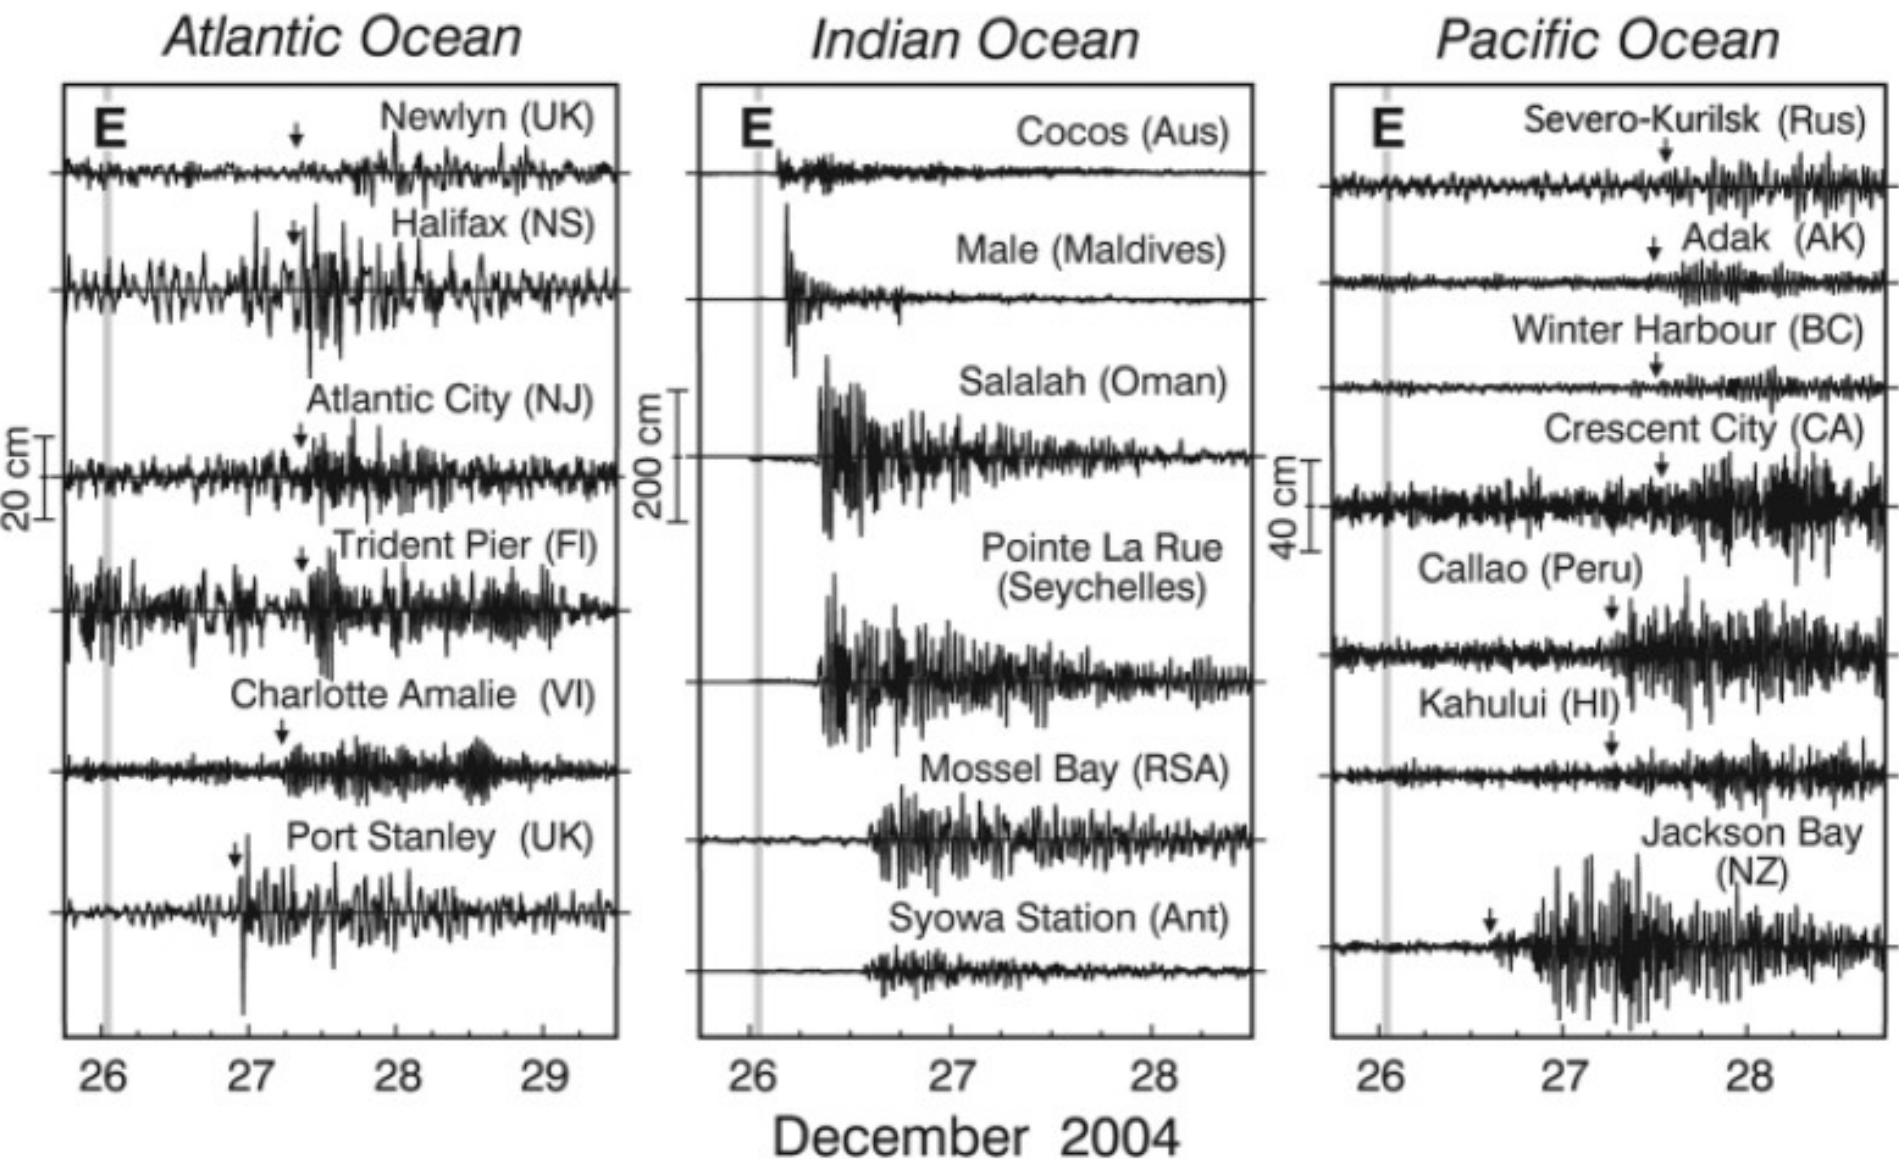 Atlantic Ocean
E
Newlyn (UK)
Halifax (NS)
Atlantic City (NJ)
20 cm
Trident Pier (Fl)
Charlotte Amalie (VI)
Port Stanley (UK)
26 27 28 29
Indian Ocean
E
Cocos (Aus)
Male (Maldives)
Salalah (Oman)
200 cm
Pointe La Rue
(Seychelles)
Mossel Bay (RSA)
Syowa Station (Ant)
26 27 28
Pacific Ocean
E
Severo-Kurilsk (Rus)
Adak (AK)
Winter Harbour (BC)
Crescent City (CA)
40 cm
Callao (Peru)
Kahului (HI)
Jackson Bay
(NZ)
26 27 28
December 2004